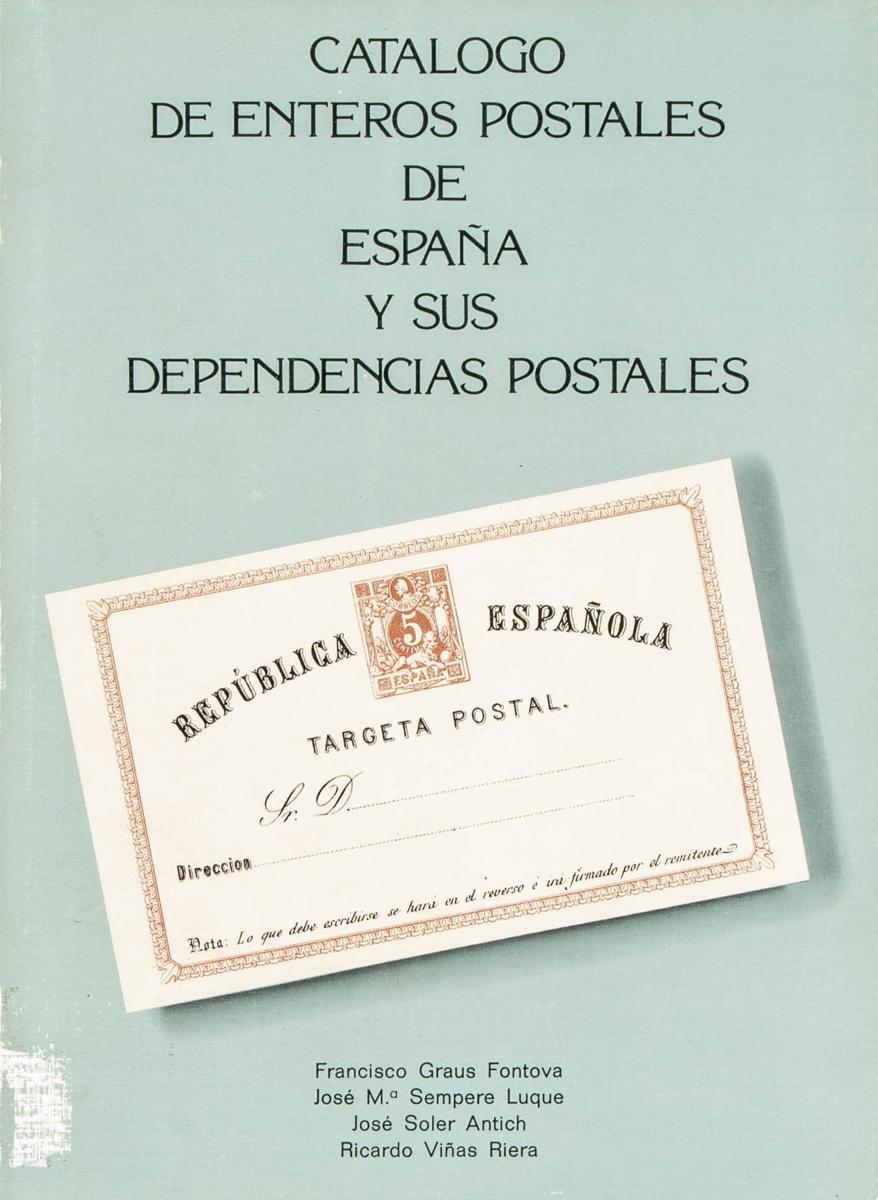 CATALOGO
DE ENTEROS POSTALES
DE
ESPAÑA
Y SUS
DEPENDENCIAS POSTALES
REPÚBLICA ESPAÑOLA
CORREOS
5
ESPAÑA
TARGETA POSTAL.
Sr. D.
Direccion
Nota: Lo que debe escribirse se hará en el reverso é irá firmado por el remitente
Francisco Graus Fontova
José M.ª Sempere Luque
José Soler Antich
Ricardo Viñas Riera